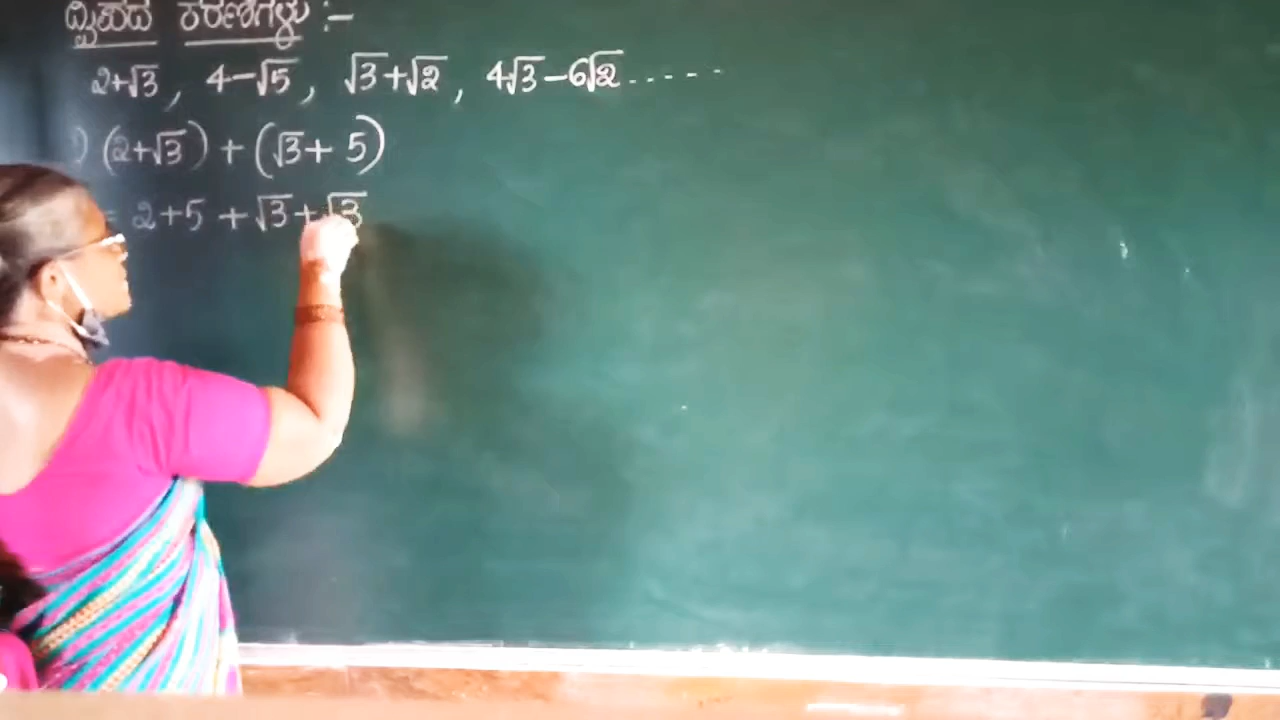 ದ್ವಿಪದ ಕರಣಿಗಳು :-
2+√3 , 4-√5 , √3+√2 , 4√3-6√2 - - - - -
) (2+√3) + (√3+ 5)
= 2+5 + √3+√3